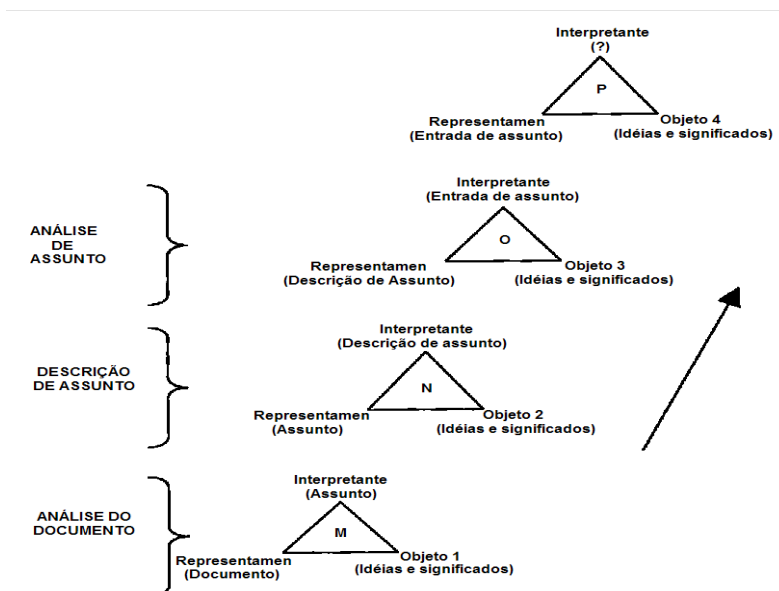 Interpretante
(?)
P
Representamen
(Entrada de assunto)
Objeto 4
(Idéias e significados)
ANÁLISE
DE
ASSUNTO
Interpretante
(Entrada de assunto)
O
Representamen
(Descrição de Assunto)
Objeto 3
(Idéias e significados)
DESCRIÇÃO
DE ASSUNTO
Interpretante
(Descrição de assunto)
N
Representamen
(Assunto)
Objeto 2
(Idéias e significados)
ANÁLISE DO
DOCUMENTO
Interpretante
(Assunto)
M
Representamen
(Documento)
Objeto 1
(Idéias e significados)